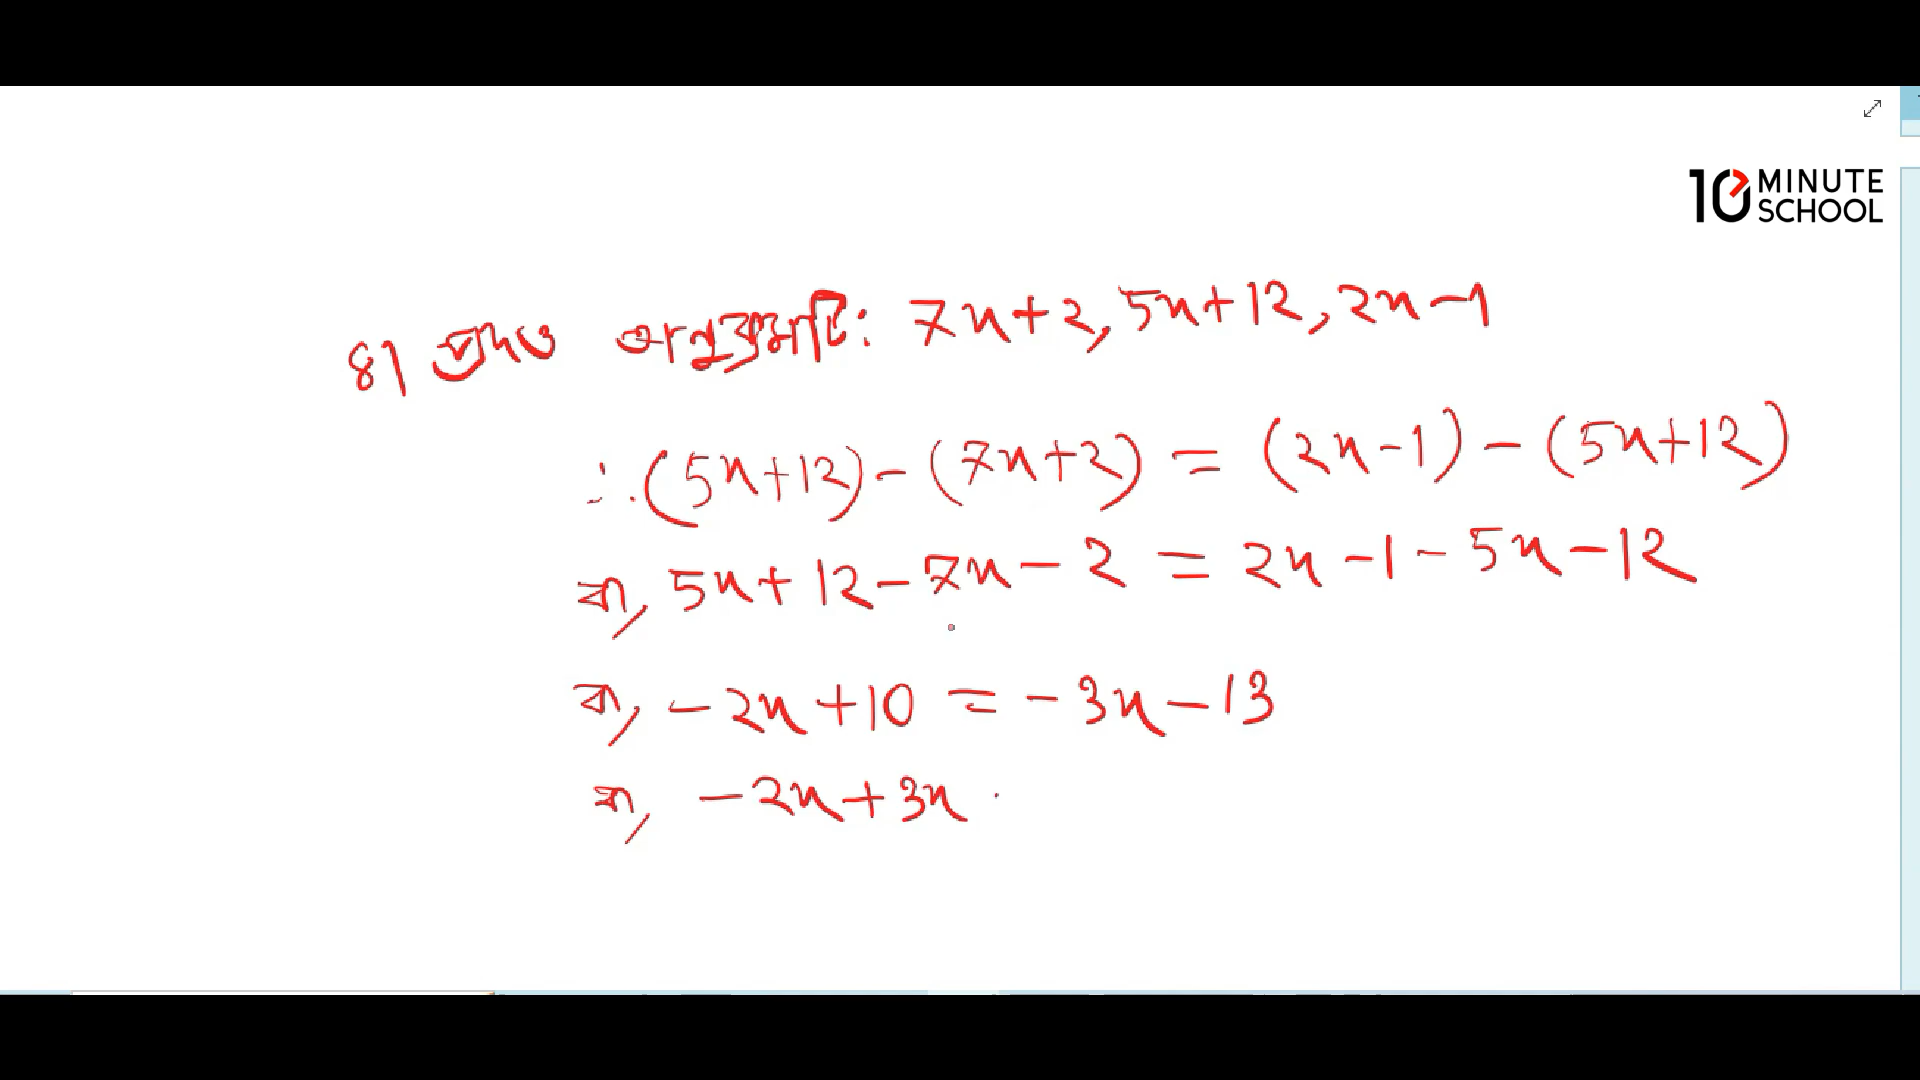 10 MINUTE
SCHOOL
৪। প্রদত্ত অনুক্রমটি: 7x+2, 5x+12, 2x-1
∴ (5x+12) - (7x+2) = (2x-1) - (5x+12)
বা, 5x+12-7x-2 = 2x-1-5x-12
বা, -2x+10 = -3x-13
বা, -2x+3x